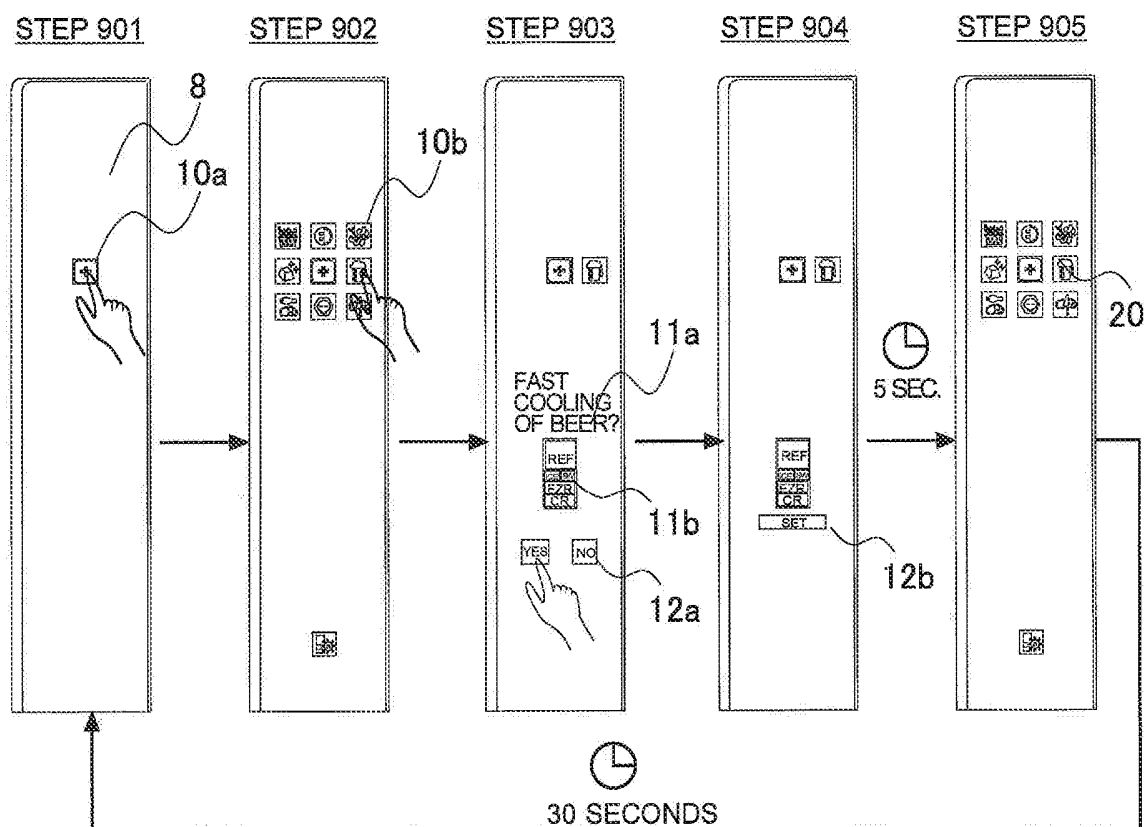 STEP 901
STEP 902
STEP 903
STEP 904
STEP 905
8
10a
10b
11a
FAST
COOLING
OF BEER?
REF
FZR
CR
11b
YES
NO
12a
REF
FZR
CR
SET
12b
5 SEC.
20
30 SECONDS